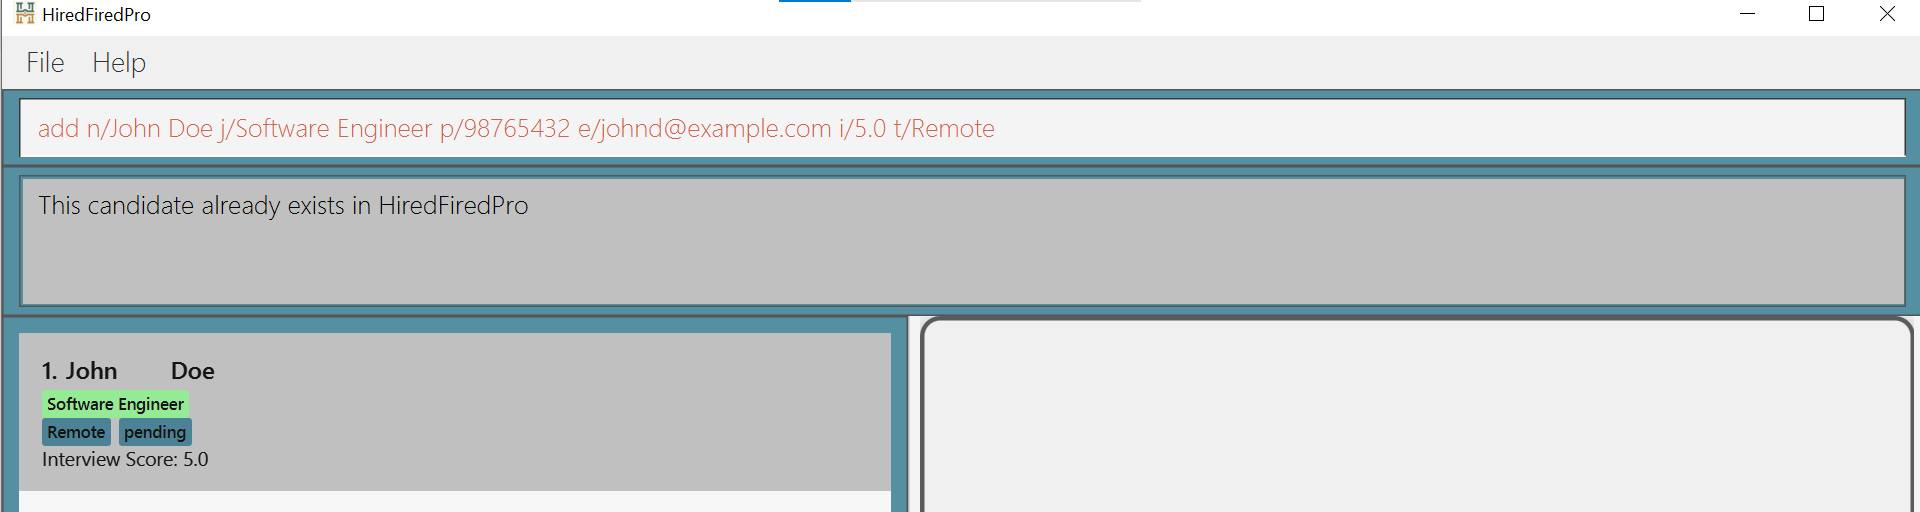 HiredFiredPro
File Help
add n/John Doe j/Software Engineer p/98765432 e/johnd@example.com i/5.0 t/Remote
This candidate already exists in HiredFiredPro
1. John        Doe
Software Engineer
Remote pending
Interview Score: 5.0